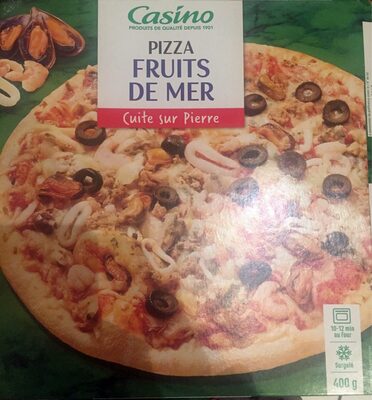 Casino
PRODUITS DE QUALITÉ DEPUIS 1901
PIZZA
FRUITS
DE MER
Cuite sur Pierre
10-12 min
au four
Surgelé
400 g